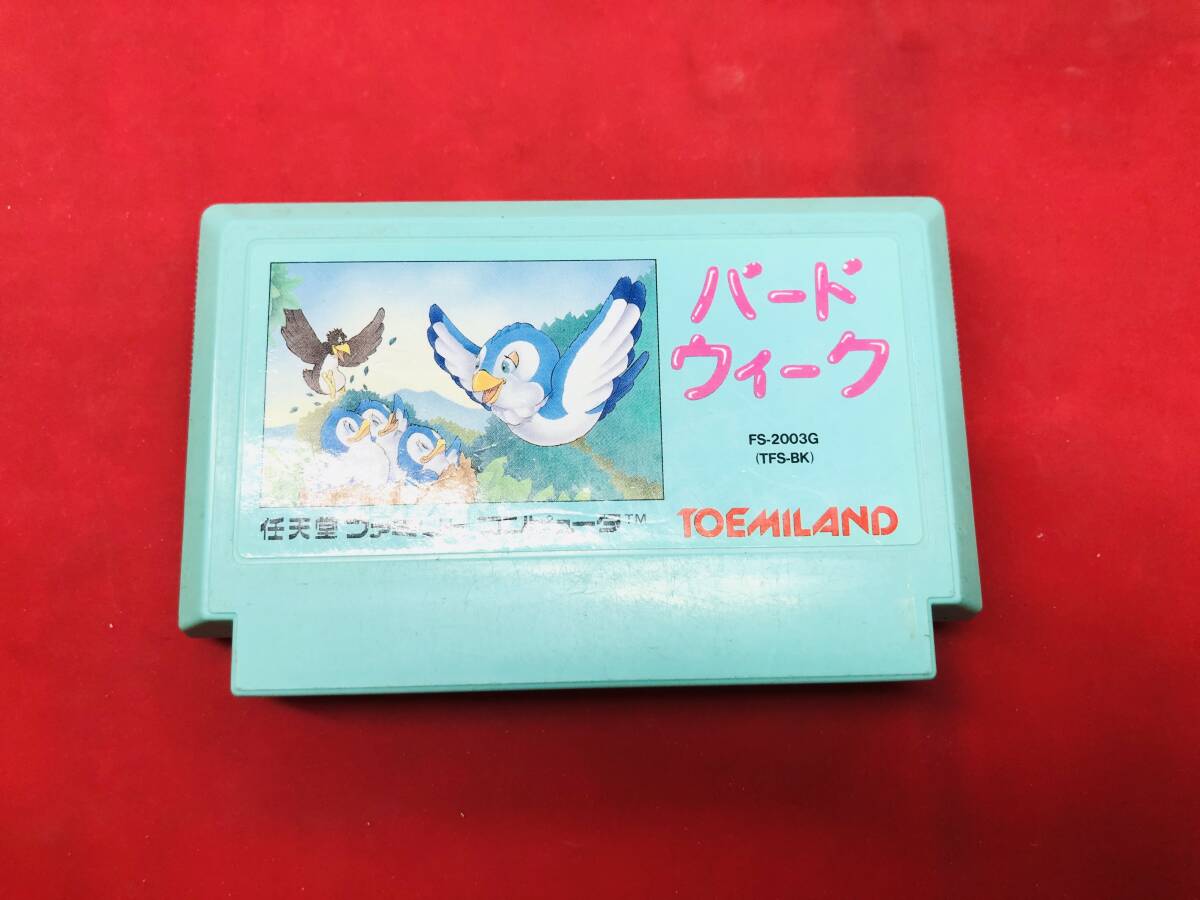 バード
ウィーク
FS-2003G
(TFS-BK)
任天堂 ファミリーコンピュータ™
TOEMILAND